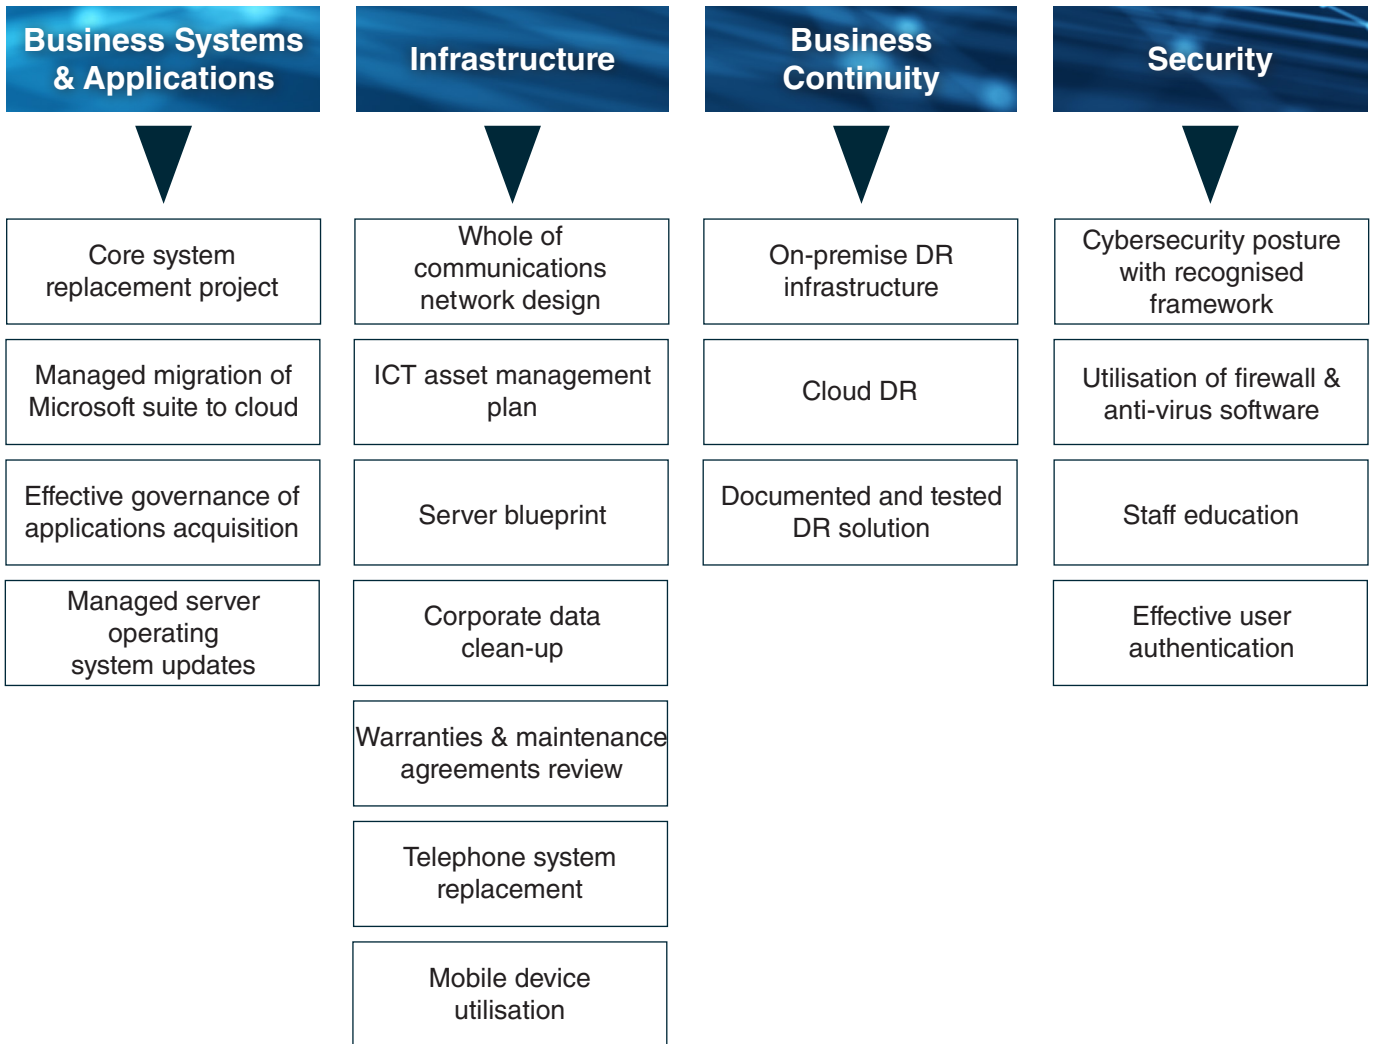 Business Systems
& Applications
Core system
replacement project
Managed migration of
Microsoft suite to cloud
Effective governance of
applications acquisition
Managed server
operating
system updates
Infrastructure
Whole of
communications
network design
ICT asset management
plan
Server blueprint
Corporate data
clean-up
Warranties & maintenance
agreements review
Telephone system
replacement
Mobile device
utilisation
Business
Continuity
On-premise DR
infrastructure
Cloud DR
Documented and tested
DR solution
Security
Cybersecurity posture
with recognised
framework
Utilisation of firewall &
anti-virus software
Staff education
Effective user
authentication